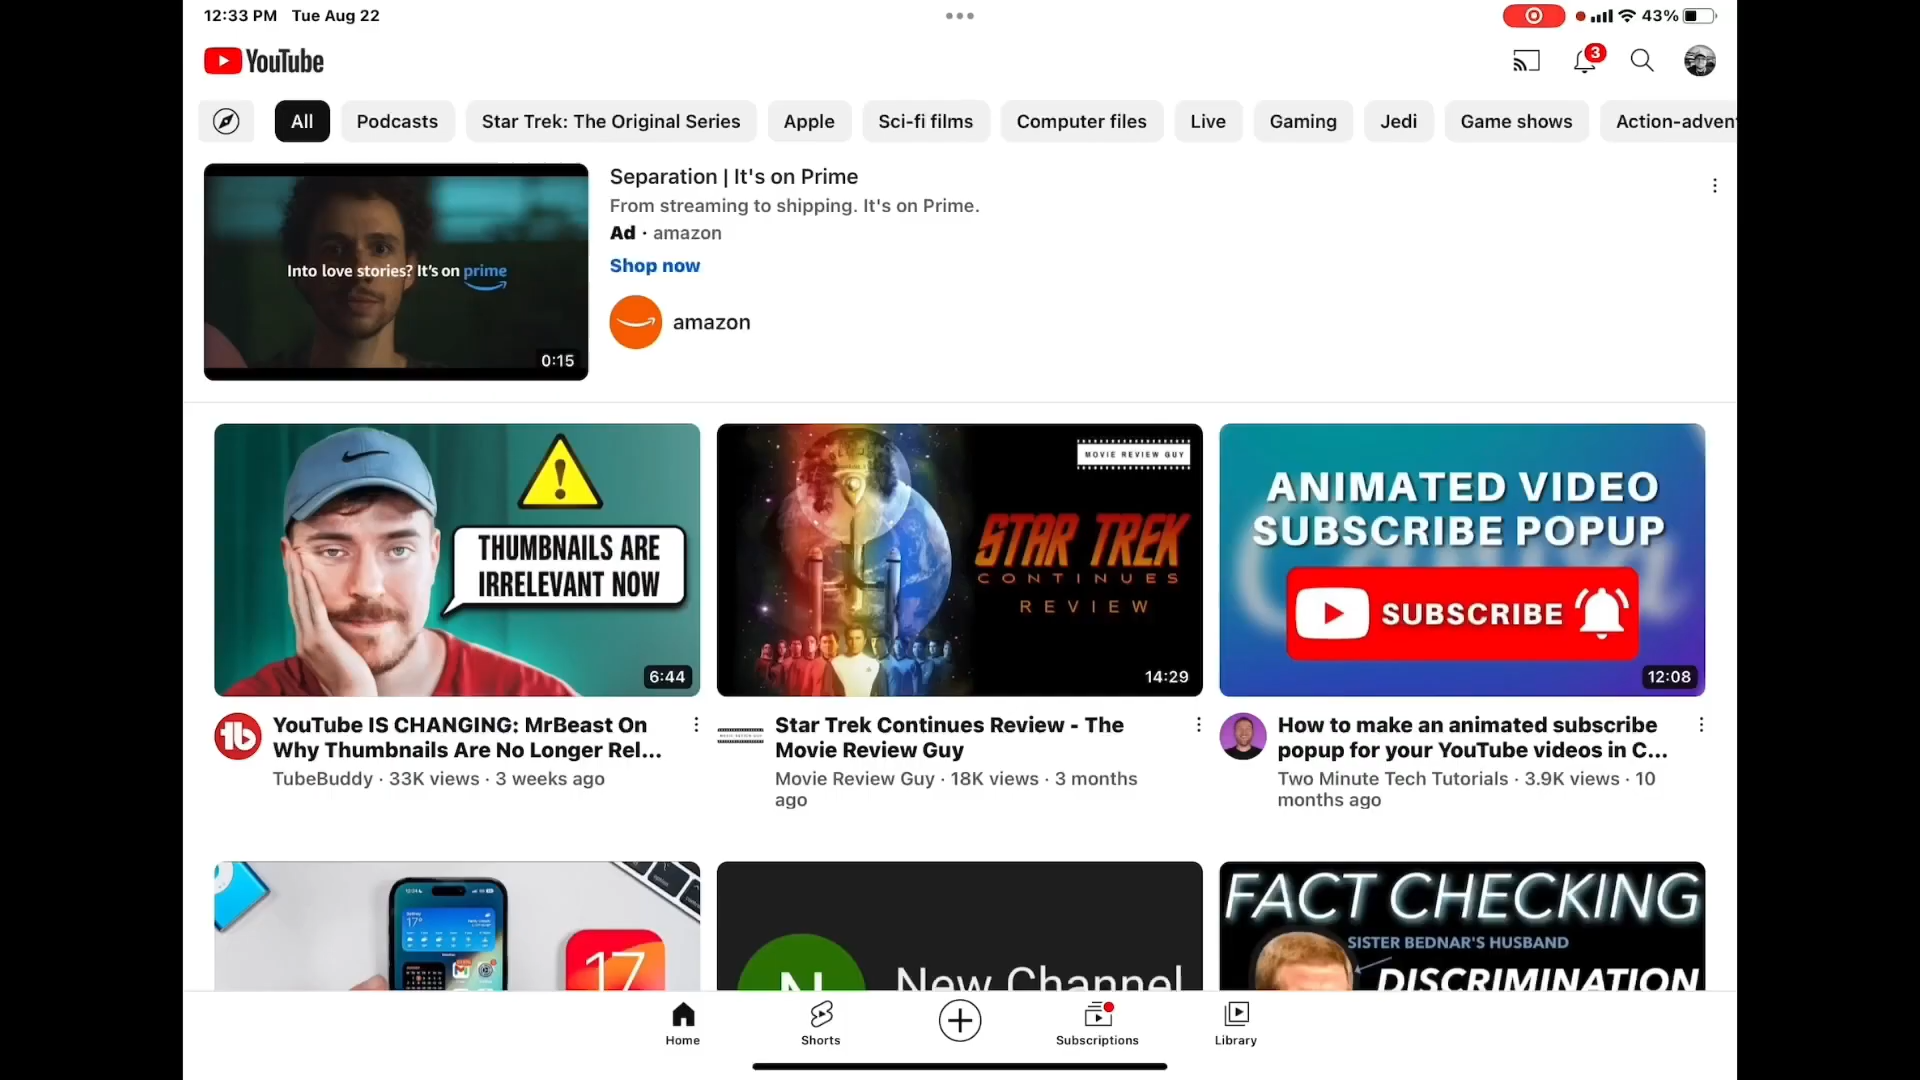 12:33 PM Tue Aug 22
43%
YouTube
3
All
Podcasts
Star Trek: The Original Series
Apple
Sci-fi films
Computer files
Live
Gaming
Jedi
Game shows
Action-adven
Into love stories? It's on prime
0:15
Separation | It's on Prime
From streaming to shipping. It's on Prime.
Ad · amazon
Shop now
amazon
THUMBNAILS ARE
IRRELEVANT NOW
6:44
MOVIE REVIEW GUY
STAR TREK
CONTINUES
REVIEW
14:29
ANIMATED VIDEO
SUBSCRIBE POPUP
SUBSCRIBE
12:08
YouTube IS CHANGING: MrBeast On
Why Thumbnails Are No Longer Rel...
TubeBuddy · 33K views · 3 weeks ago
Star Trek Continues Review - The
Movie Review Guy
Movie Review Guy · 18K views · 3 months
ago
How to make an animated subscribe
popup for your YouTube videos in C...
Two Minute Tech Tutorials · 3.9K views · 10
months ago
17
N
New Channel
FACT CHECKING
SISTER BEDNAR'S HUSBAND
DISCRIMINATION
Home
Shorts
Subscriptions
Library